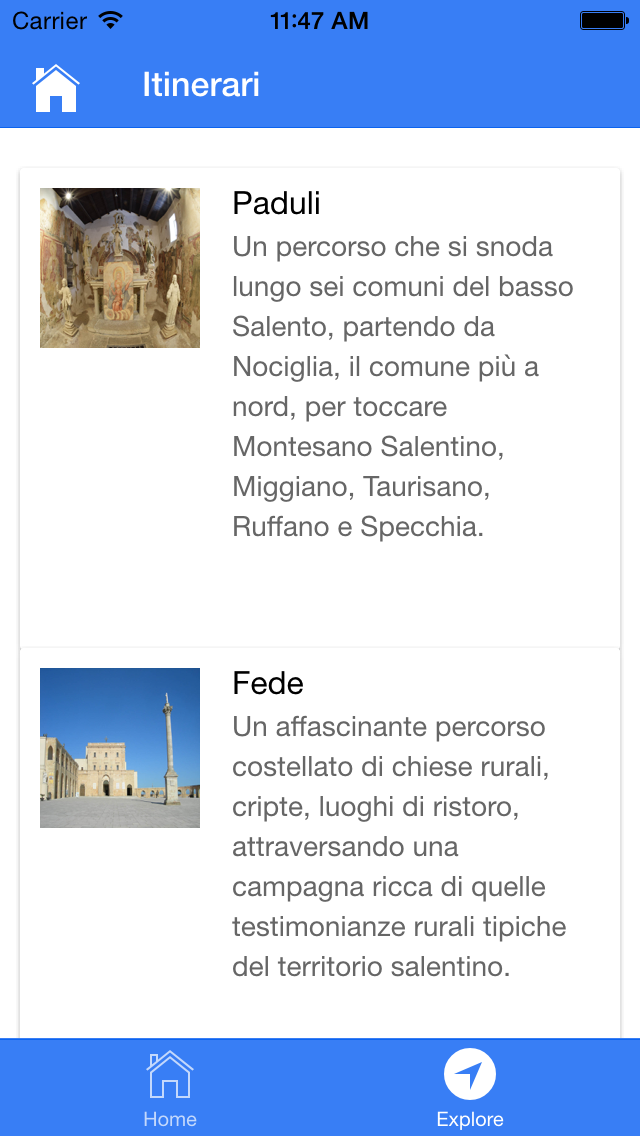 Carrier 11:47 AM
Itinerari
Paduli
Un percorso che si snoda
lungo sei comuni del basso
Salento, partendo da
Nociglia, il comune più a
nord, per toccare
Montesano Salentino,
Miggiano, Taurisano,
Ruffano e Specchia.
Fede
Un affascinante percorso
costellato di chiese rurali,
cripte, luoghi di ristoro,
attraversando una
campagna ricca di quelle
testimonianze rurali tipiche
del territorio salentino.
Home Explore